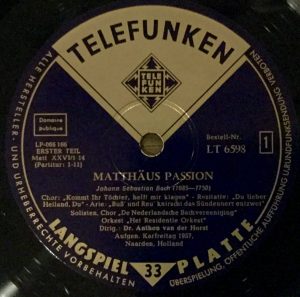 TELEFUNKEN
TELE
FUN
KEN
Domaine
publique
LP-066 166
ERSTER TEIL
Matt XXVI/1-14
(Partitur: 1-11)
Bestell-Nr.
LT 6598
1
MATTHÄUS PASSION
Johann Sebastian Bach (1685—1750)
Chor: „Kommt Ihr Töchter, helft mir klagen" - Rezitativ: „Du lieber
Heiland, Du" - Arie: „Buß und Reu' knirscht das Sündenherz entzwei"
Solisten, Chor „De Nederlandse Bachvereeniging"
Orkest „Het Residentie Orkest"
Dirig.: Dr. Anthon van der Horst
Aufgen. Karfreitag 1957,
Naarden, Holland
LANGSPIEL 33 PLATTE
ALLE HERSTELLER- UND URHEBERRECHTE VORBEHALTEN
ÜBERSPIELUNG, ÖFFENTLICHE AUFFÜHRUNG U. RUNDFUNKSENDUNG VERBOTEN